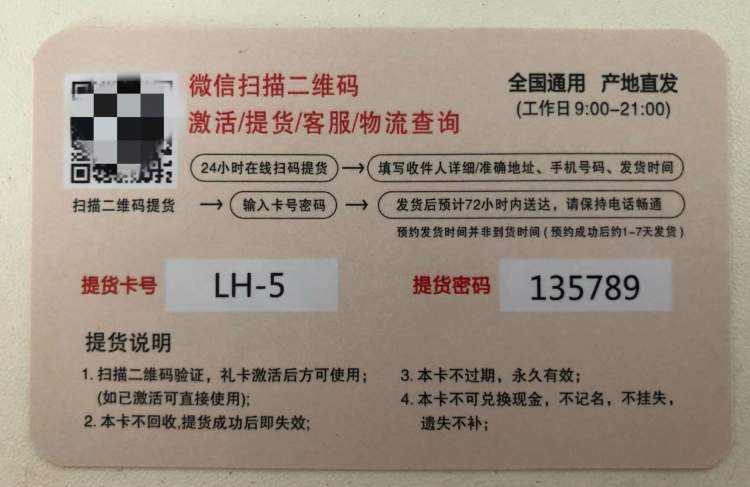 微信扫描二维码
激活/提货/客服/物流查询
全国通用 产地直发
(工作日 9:00-21:00)
24小时在线扫码提货
填写收件人详细/准确地址、手机号码、发货时间
扫描二维码提货
输入卡号密码
发货后预计72小时内送达，请保持电话畅通
预约发货时间并非到货时间（预约成功后约1-7天发货）
提货卡号 LH-5
提货密码 135789
提货说明
1. 扫描二维码验证，礼卡激活后方可使用；
(如已激活可直接使用);
2. 本卡不回收,提货成功后即失效;
3. 本卡不过期，永久有效；
4. 本卡不可兑换现金，不记名，不挂失，
遗失不补；